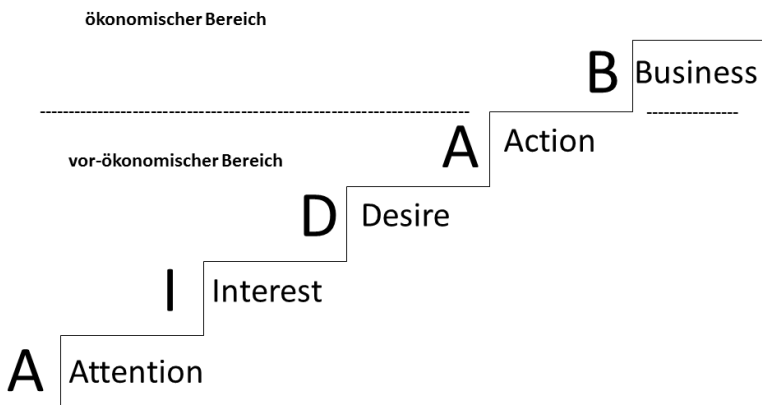 ökonomischer Bereich
B Business
A Action
vor-ökonomischer Bereich
D Desire
I Interest
A Attention